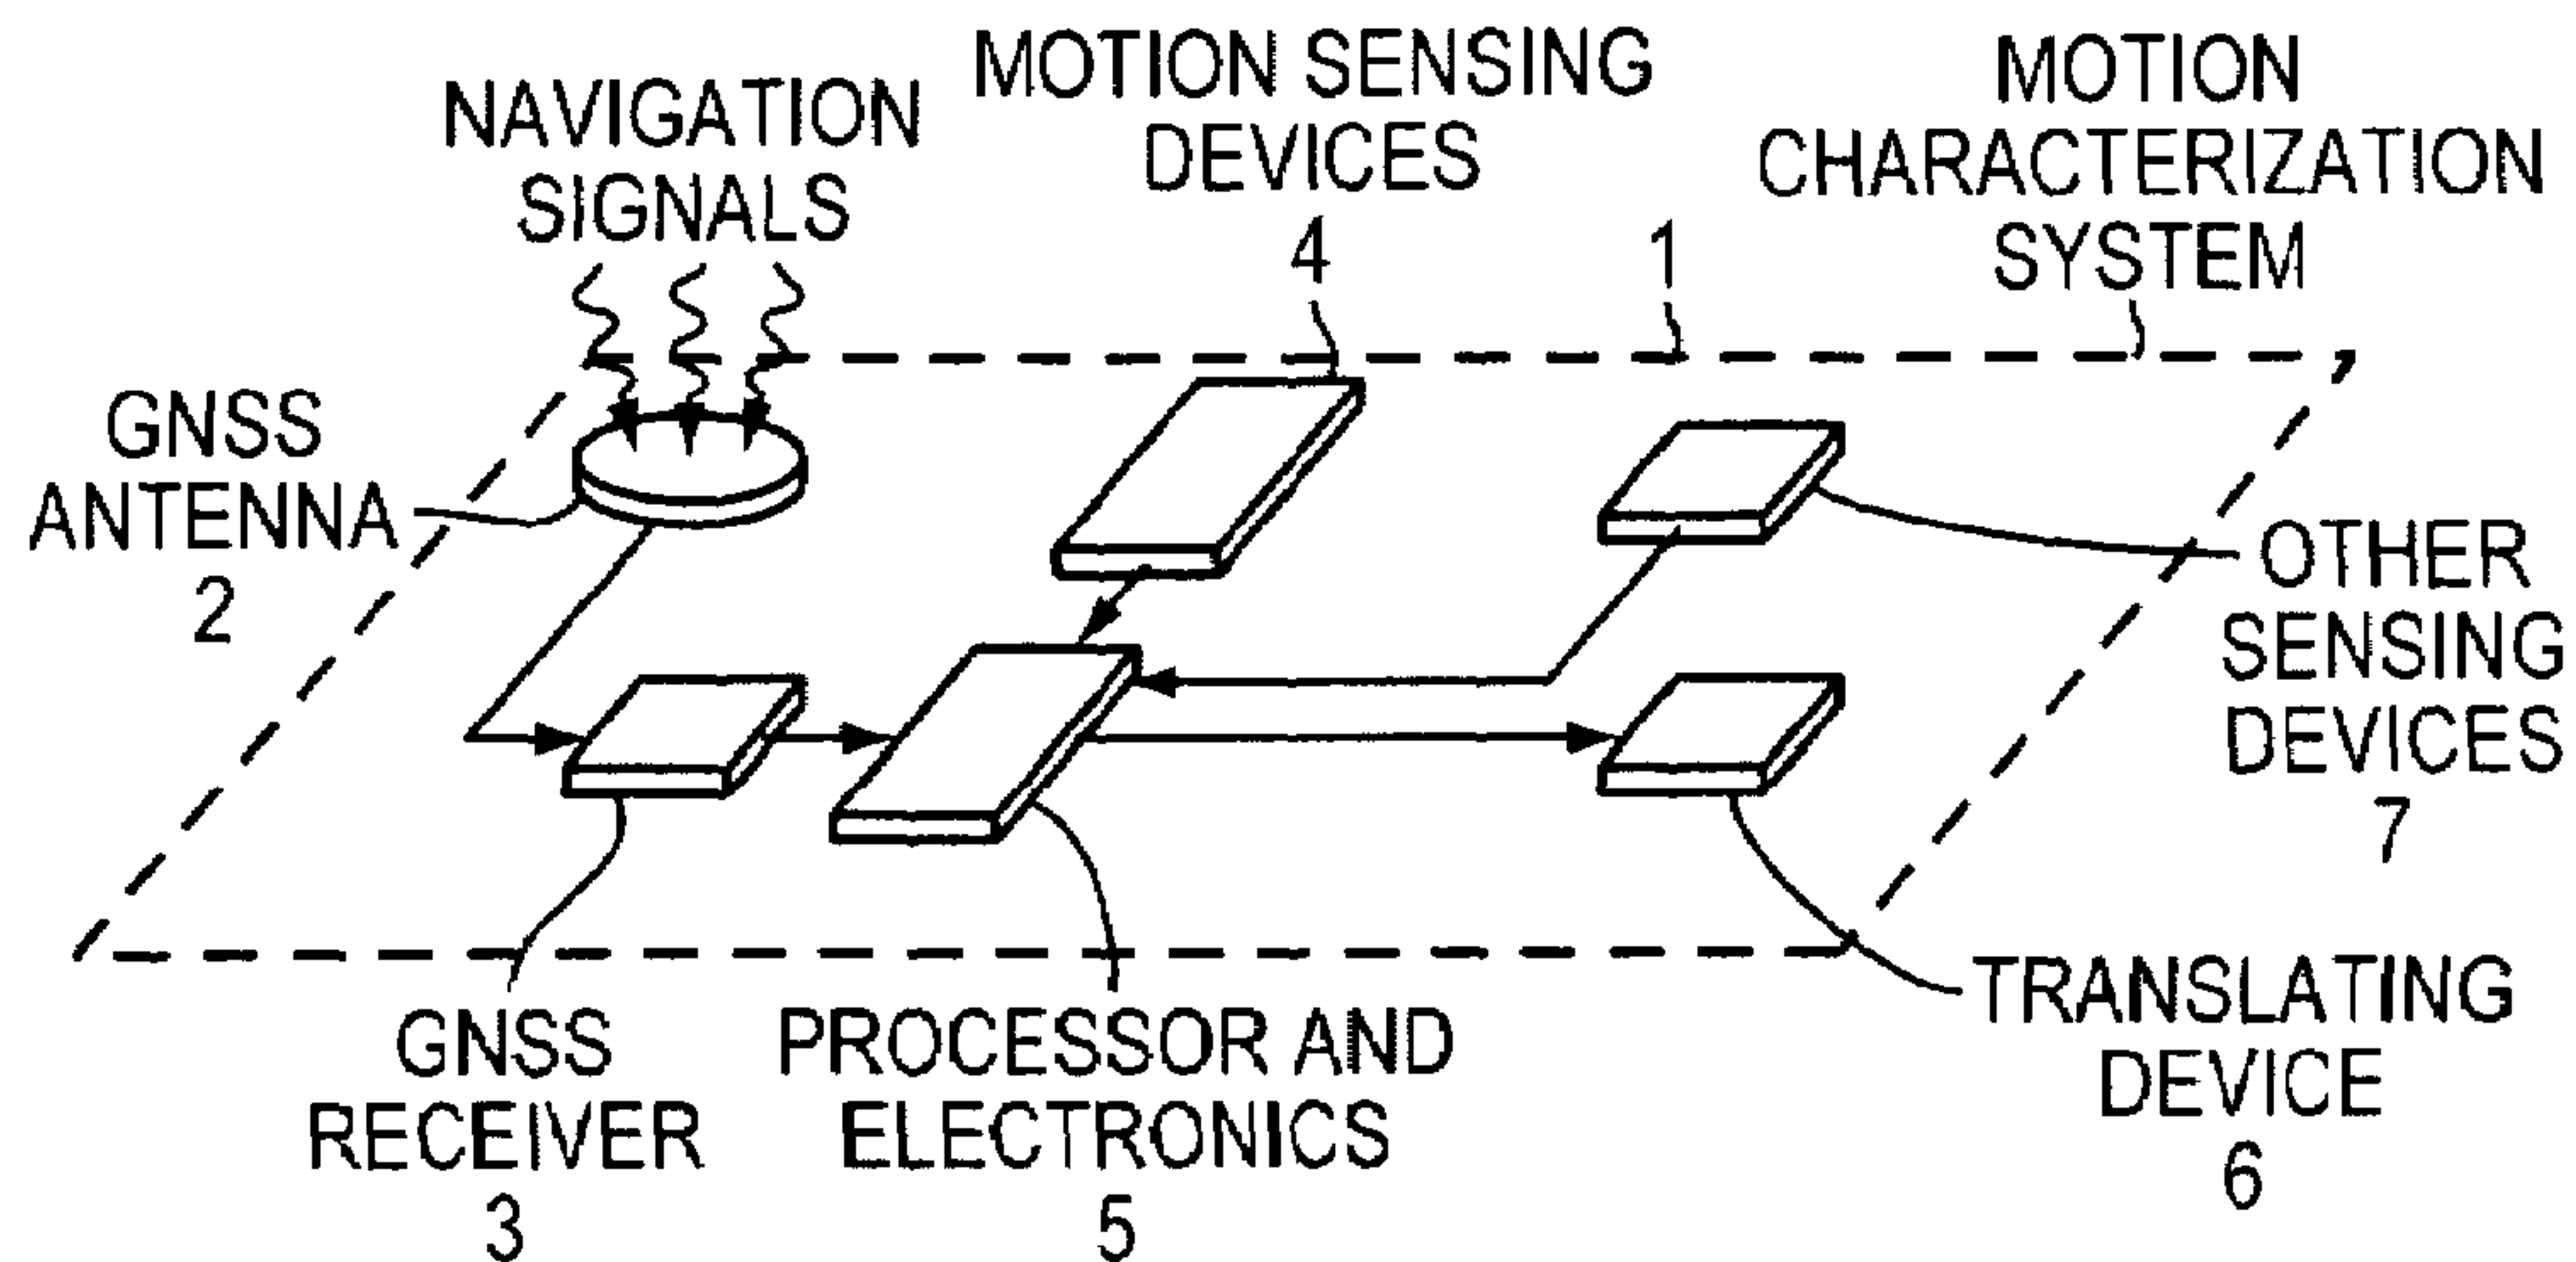 NAVIGATION
SIGNALS
MOTION SENSING
DEVICES
4
1
MOTION
CHARACTERIZATION
SYSTEM
GNSS
ANTENNA
2
OTHER
SENSING
DEVICES
7
GNSS
RECEIVER
3
PROCESSOR AND
ELECTRONICS
5
TRANSLATING
DEVICE
6